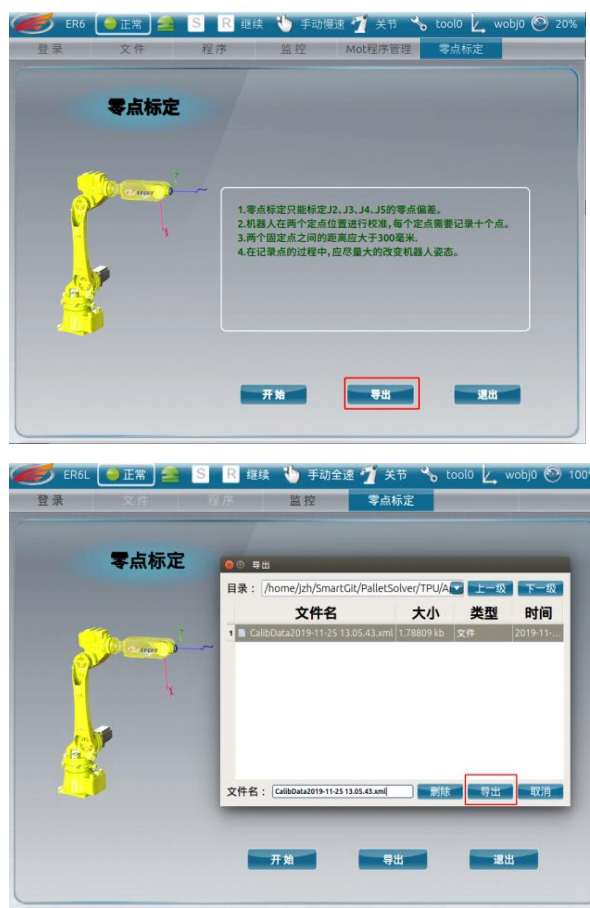 ER6 正常 S R 继续 手动慢速 关节 tool0 wobj0 20%
登录 文件 程序 监控 Mot程序管理 零点标定
零点标定
EFORT
1.零点标定只能标定J2、J3、J4、J5的零点偏差。
2.机器人在两个定点位置进行校准,每个定点需要记录十个点。
3.两个固定点之间的距离应大于300毫米.
4.在记录点的过程中,应尽量大的改变机器人姿态。
开始 导出 退出
ER6L 正常 S R 继续 手动全速 关节 tool0 wobj0 100%
登录 文件 程序 监控 零点标定
零点标定
EFORT
导出
目录： /home/jzh/SmartGit/PalletSolver/TPU/A 上一级 下一级
文件名 大小 类型 时间
1 CalibData2019-11-25 13.05.43.xml 1.78809 kb 文件 2019-11-...
文件名： CalibData2019-11-25 13.05.43.xml 删除 导出 取消
开始 导出 退出